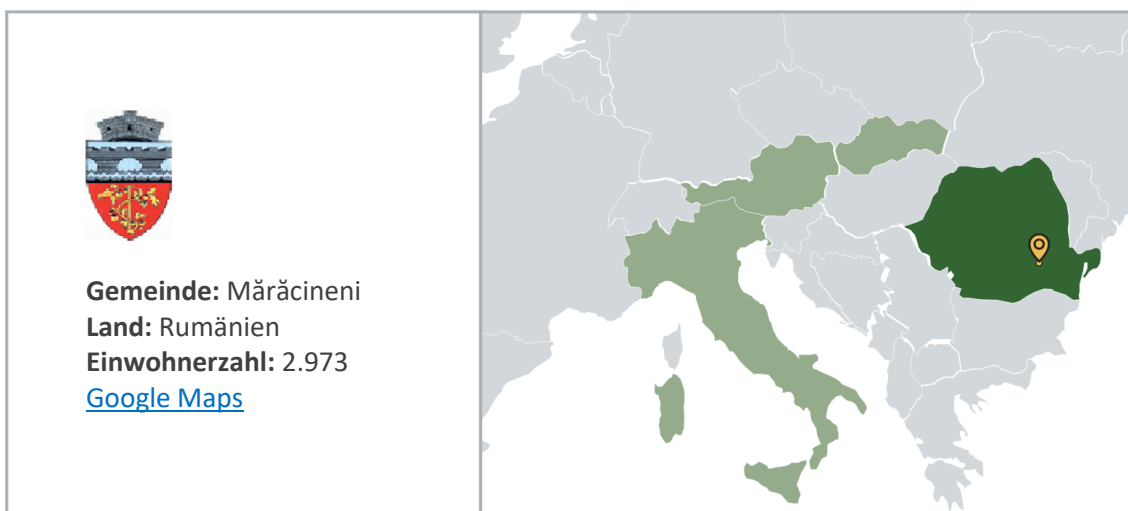 Gemeinde: Mărăcineni
Land: Rumänien
Einwohnerzahl: 2.973
Google Maps